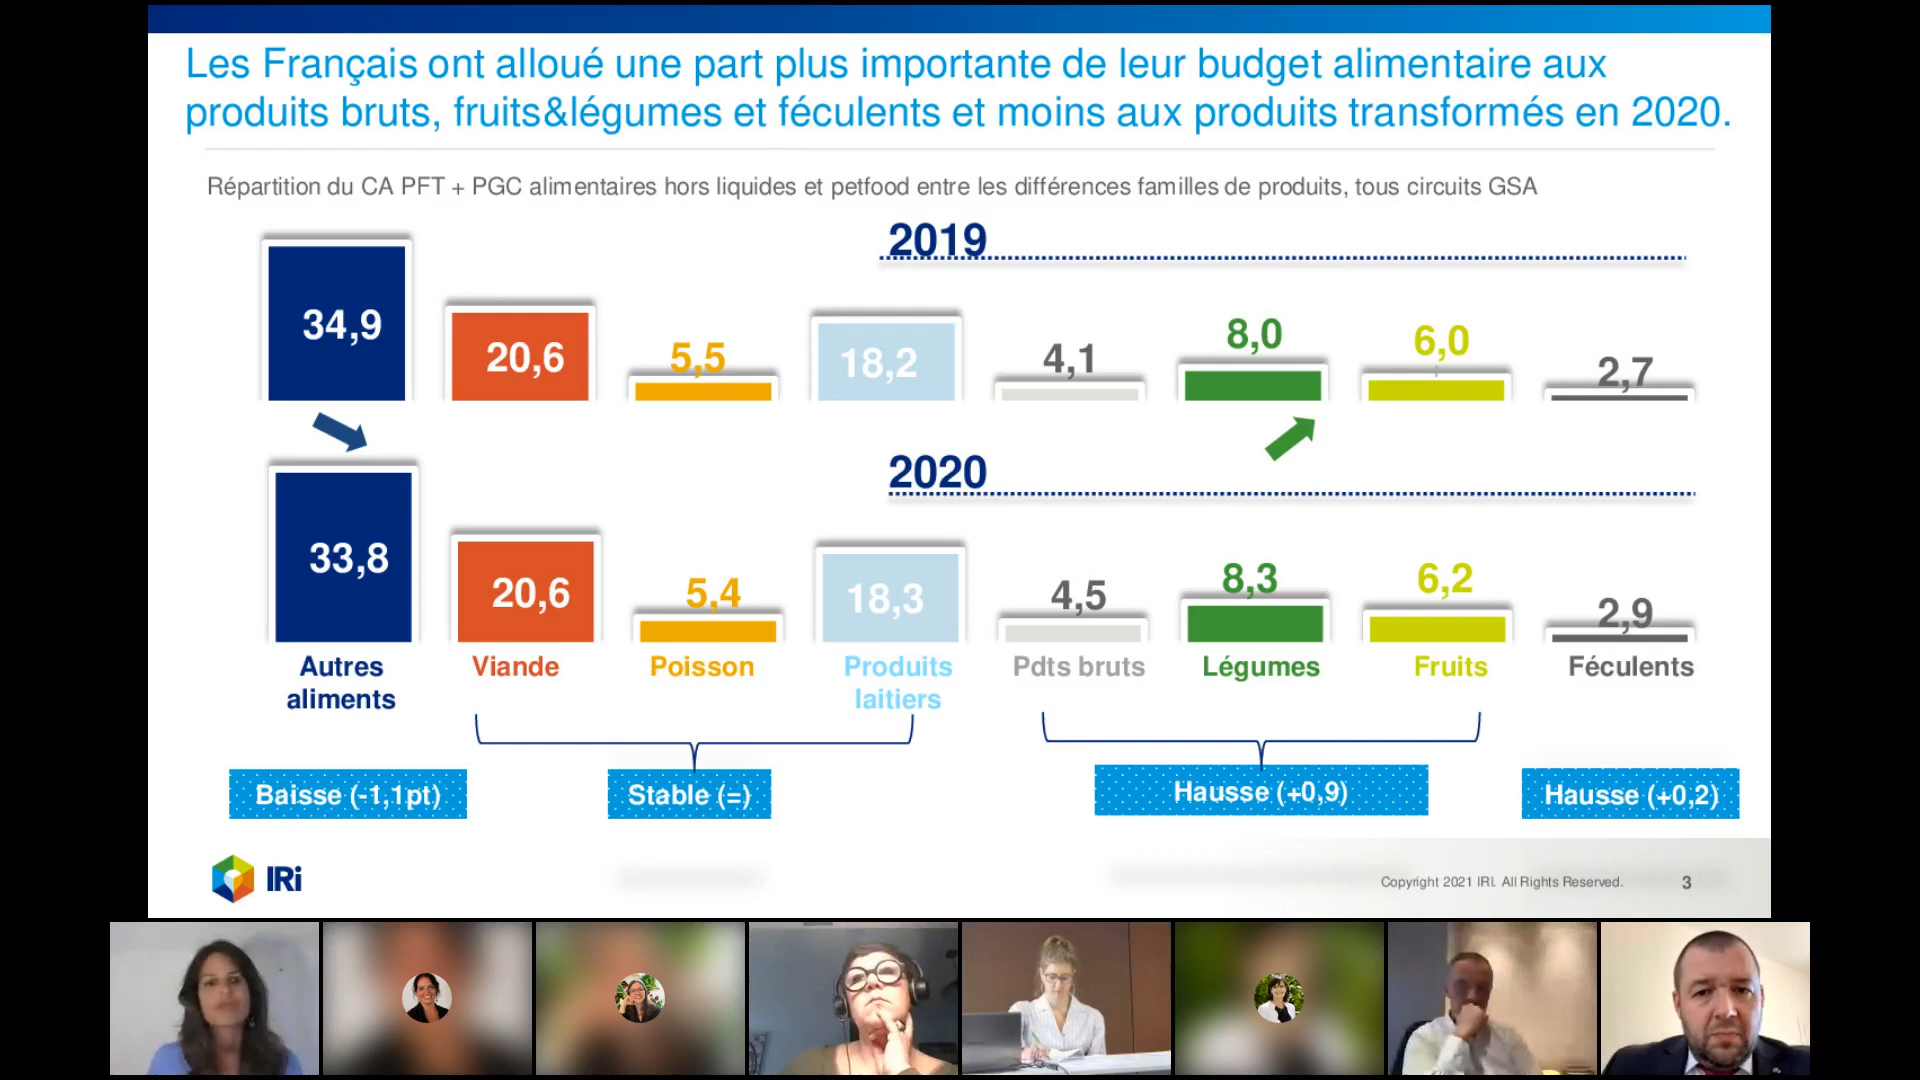 Les Français ont alloué une part plus importante de leur budget alimentaire aux
produits bruts, fruits&légumes et féculents et moins aux produits transformés en 2020.
Répartition du CA PFT + PGC alimentaires hors liquides et petfood entre les différences familles de produits, tous circuits GSA
2019
34,9
20,6
5,5
18,2
4,1
8,0
6,0
2,7
2020
33,8
20,6
5,4
18,3
4,5
8,3
6,2
2,9
Autres
aliments
Viande
Poisson
Produits
laitiers
Pdts bruts
Légumes
Fruits
Féculents
Baisse (-1,1pt)
Stable (=)
Hausse (+0,9)
Hausse (+0,2)
IRi
Copyright 2021 IRI. All Rights Reserved.
3